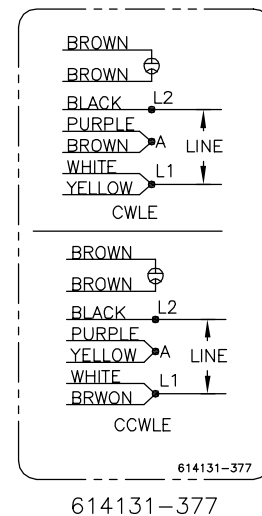 BROWN
BROWN
BLACK L2
PURPLE
BROWN A LINE
WHITE L1
YELLOW
CWLE
BROWN
BROWN
BLACK L2
PURPLE
YELLOW A LINE
WHITE L1
BRWON
CCWLE
614131-377
614131-377